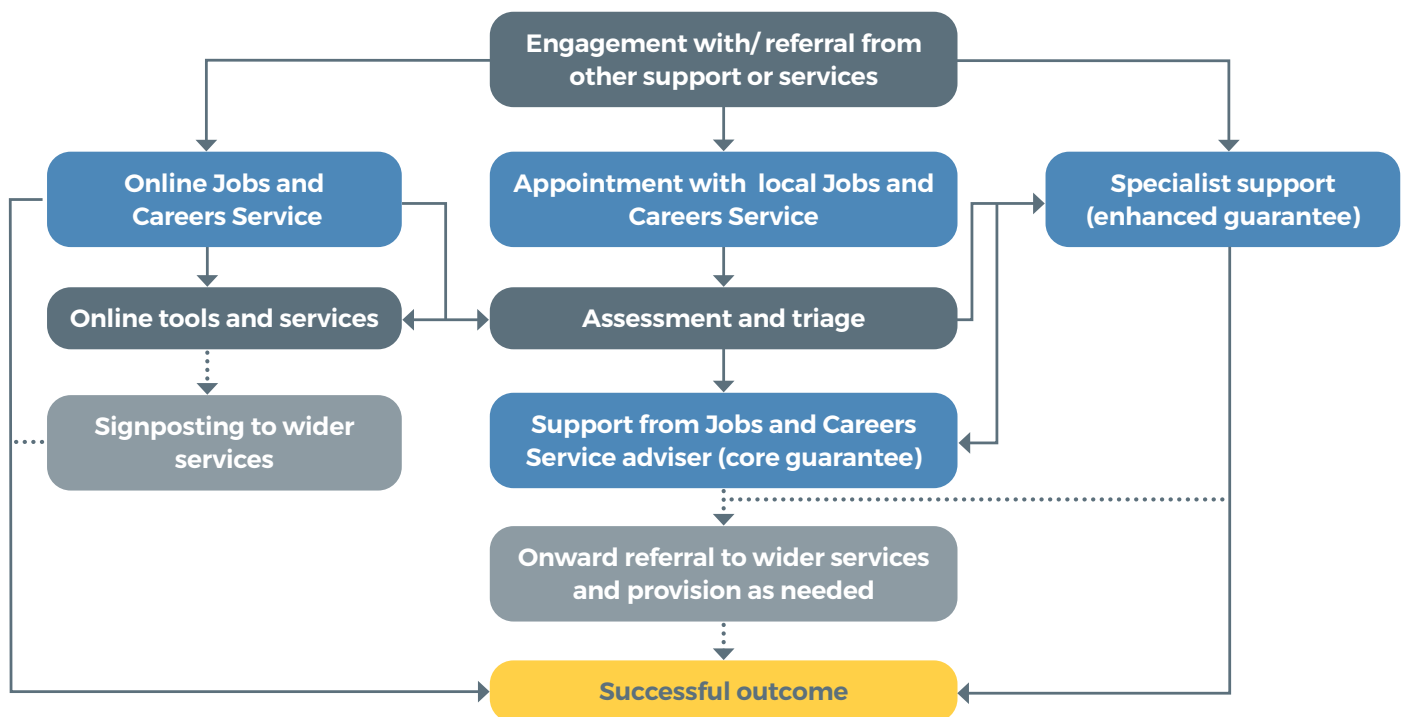 Engagement with/ referral from
other support or services
Online Jobs and
Careers Service
Appointment with local Jobs and
Careers Service
Specialist support
(enhanced guarantee)
Online tools and services
Assessment and triage
Signposting to wider
services
Support from Jobs and Careers
Service adviser (core guarantee)
Onward referral to wider services
and provision as needed
Successful outcome